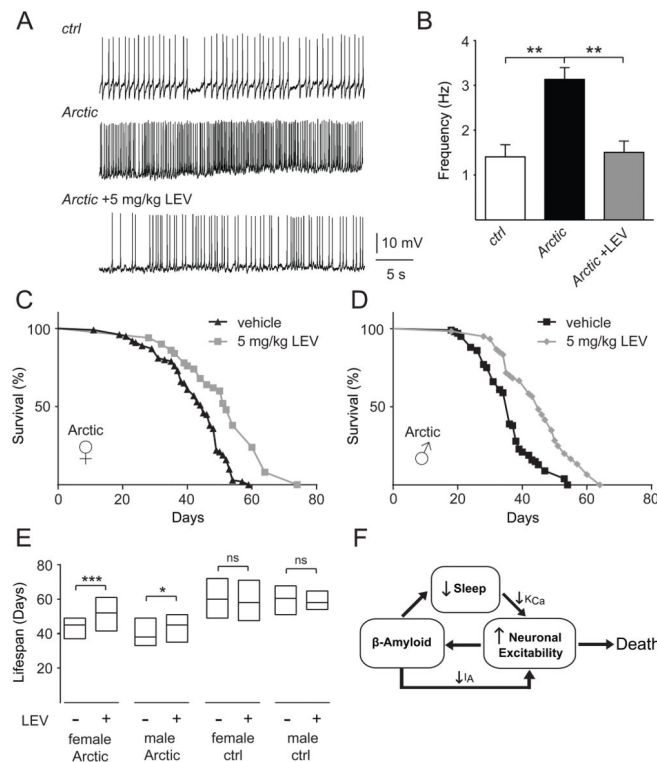 A
ctrl
Arctic
Arctic +5 mg/kg LEV
10 mV
5 s
B
Frequency (Hz)
4
3
2
1
0
** **
ctrl
Arctic
Arctic +LEV
C
Survival (%)
100
50
vehicle
5 mg/kg LEV
Arctic
♀
0 20 40 60 80
Days
D
Survival (%)
100
50
vehicle
5 mg/kg LEV
Arctic
♂
0 20 40 60 80
Days
E
Lifespan (Days)
80
60
40
20
*** * ns ns
LEV - + - + - + - +
female Arctic
male Arctic
female ctrl
male ctrl
F
↓ Sleep
↓KCa
β-Amyloid
↑ Neuronal
Excitability
Death
↓IA